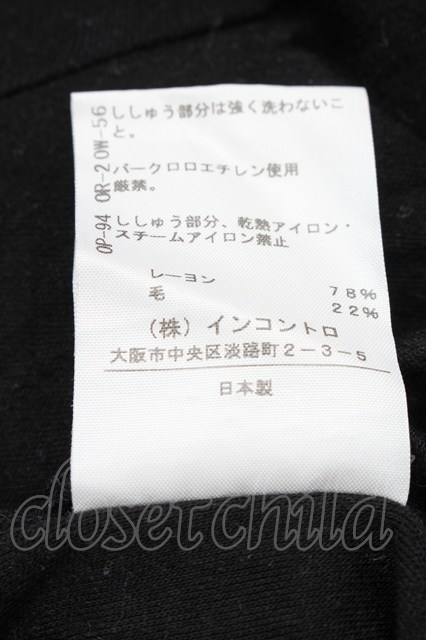 ししゅう部分は強く洗わないこ
と。
パークロロエチレン使用
厳禁。
ししゅう部分、乾熱アイロン・
スチームアイロン禁止
OP-94 OR-20W-56
レーヨン 78%
毛 22%
(株)インコントロ
大阪市中央区淡路町2-3-5
日本製
closetchild